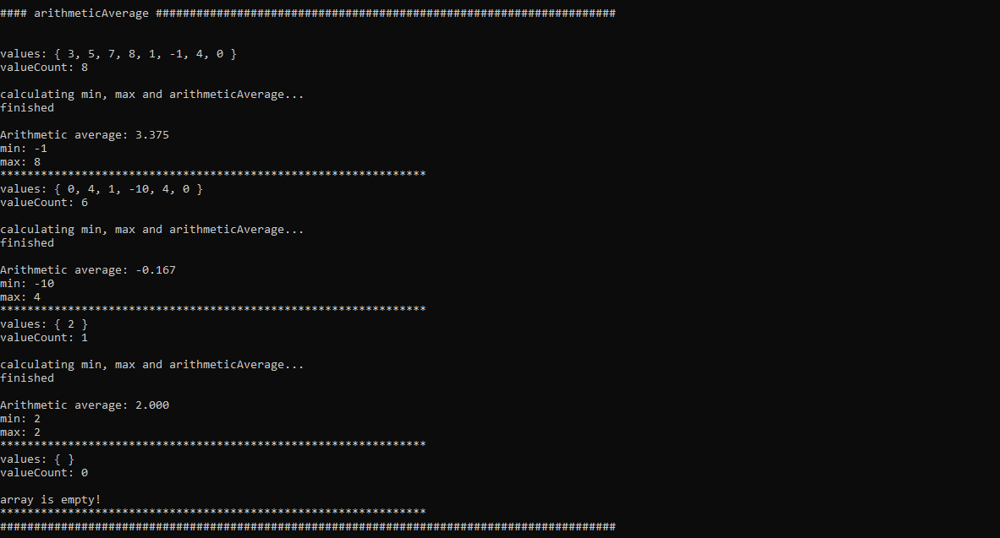 #### arithmeticAverage ####################################################################
values: { 3, 5, 7, 8, 1, -1, 4, 0 }
valueCount: 8
calculating min, max and arithmeticAverage...
finished
Arithmetic average: 3.375
min: -1
max: 8
***************************************************************
values: { 0, 4, 1, -10, 4, 0 }
valueCount: 6
calculating min, max and arithmeticAverage...
finished
Arithmetic average: -0.167
min: -10
max: 4
***************************************************************
values: { 2 }
valueCount: 1
calculating min, max and arithmeticAverage...
finished
Arithmetic average: 2.000
min: 2
max: 2
***************************************************************
values: { }
valueCount: 0
array is empty!
***************************************************************
###########################################################################################